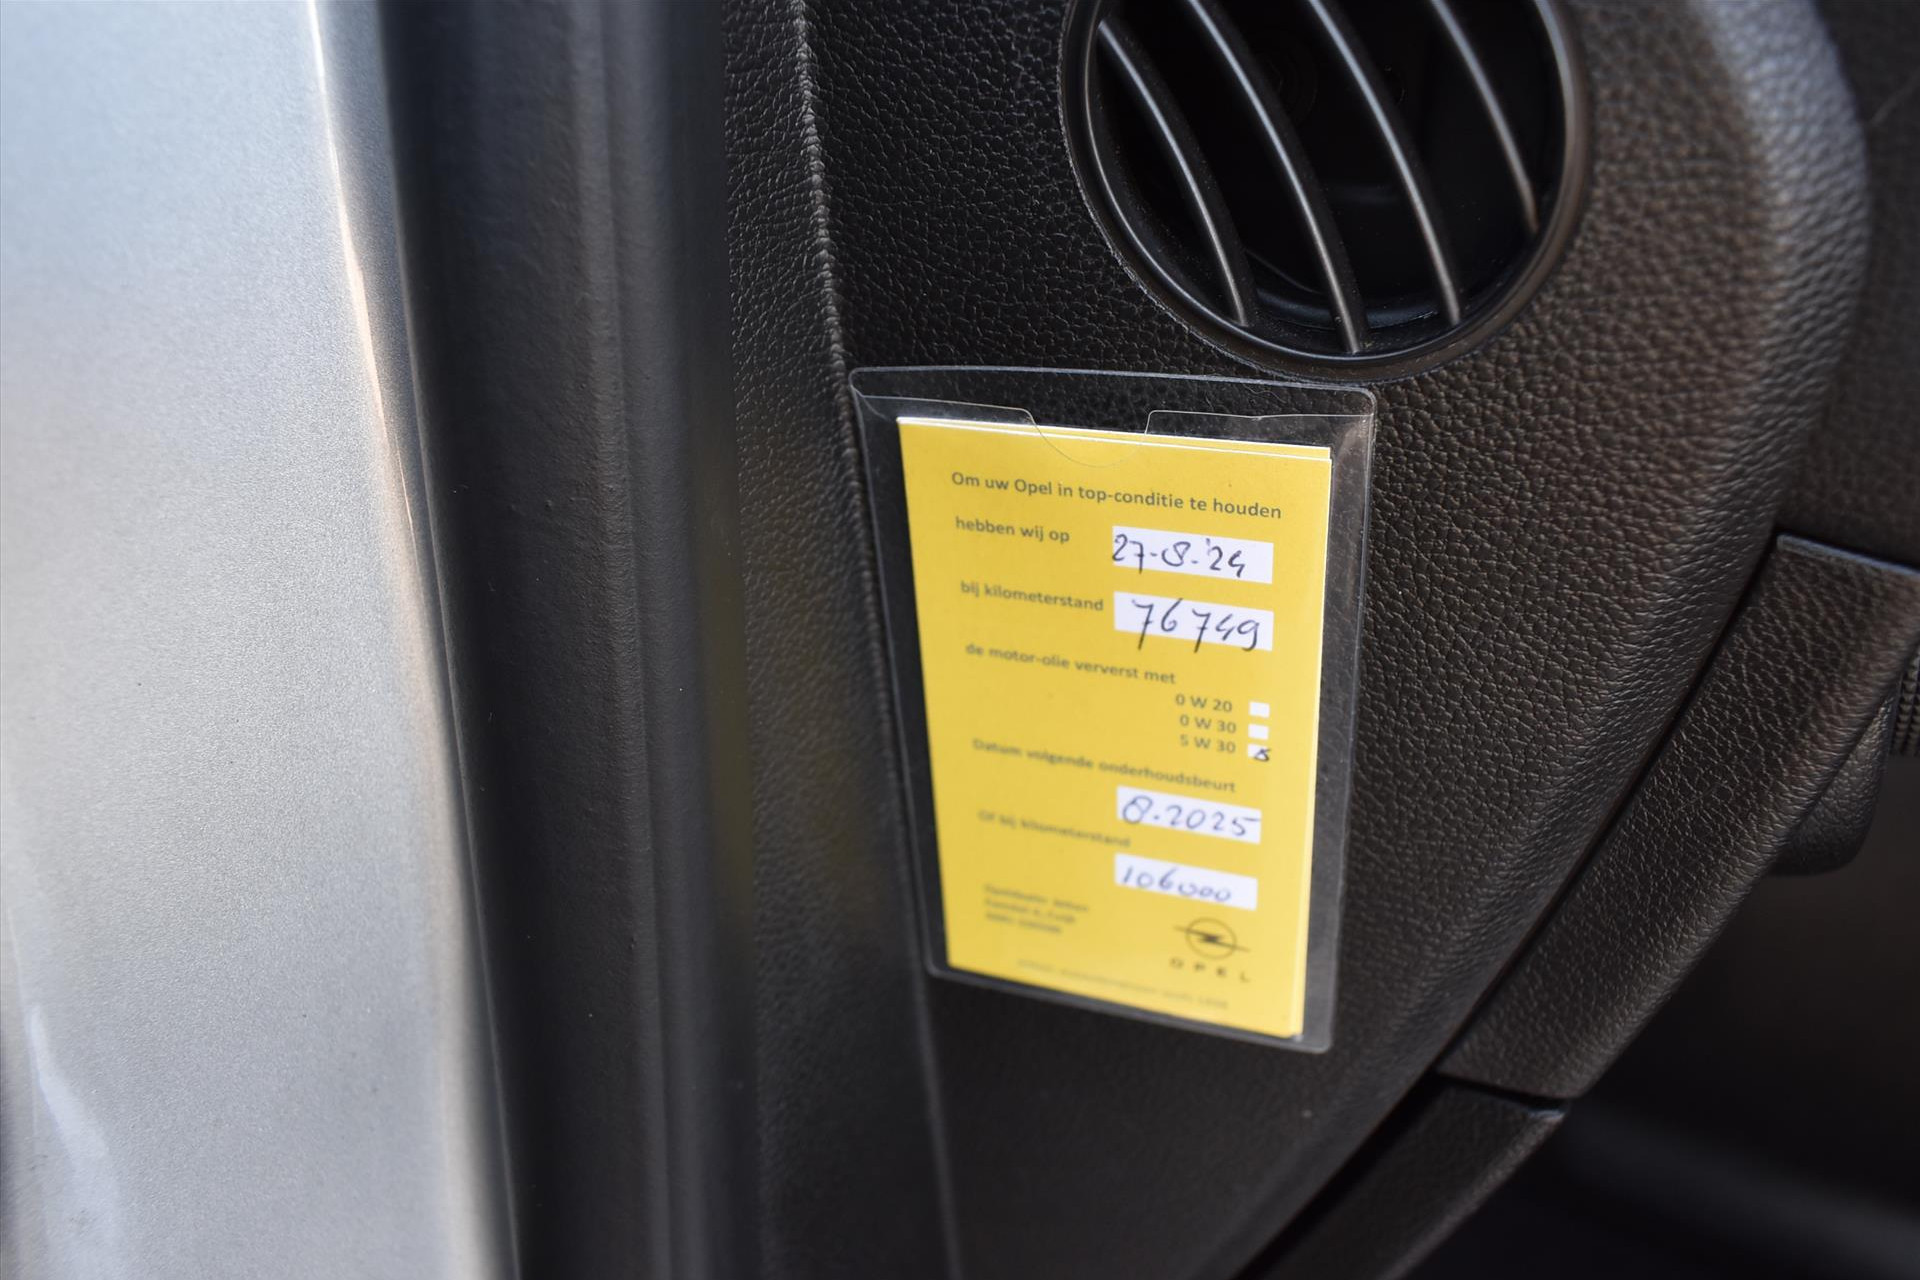 Om uw Opel in top-conditie te houden
hebben wij op 27-8-'24
bij kilometerstand 76749
de motor-olie ververst met
0 W 20
0 W 30
5 W 30
Datum volgende onderhoudsbeurt
8.2025
Of bij kilometerstand
106000
OPEL